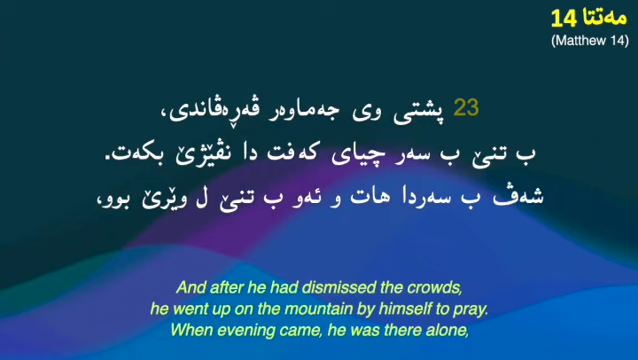 مەتتا 14
(Matthew 14)
23 پشتی وی جەماوەر ڤەڕەڤاندی،
ب تنێ ب سەر چیای کەفت دا نڤێژێ بکەت.
شەڤ ب سەردا هات و ئەو ب تنێ ل وێرێ بوو،
And after he had dismissed the crowds,
he went up on the mountain by himself to pray.
When evening came, he was there alone,